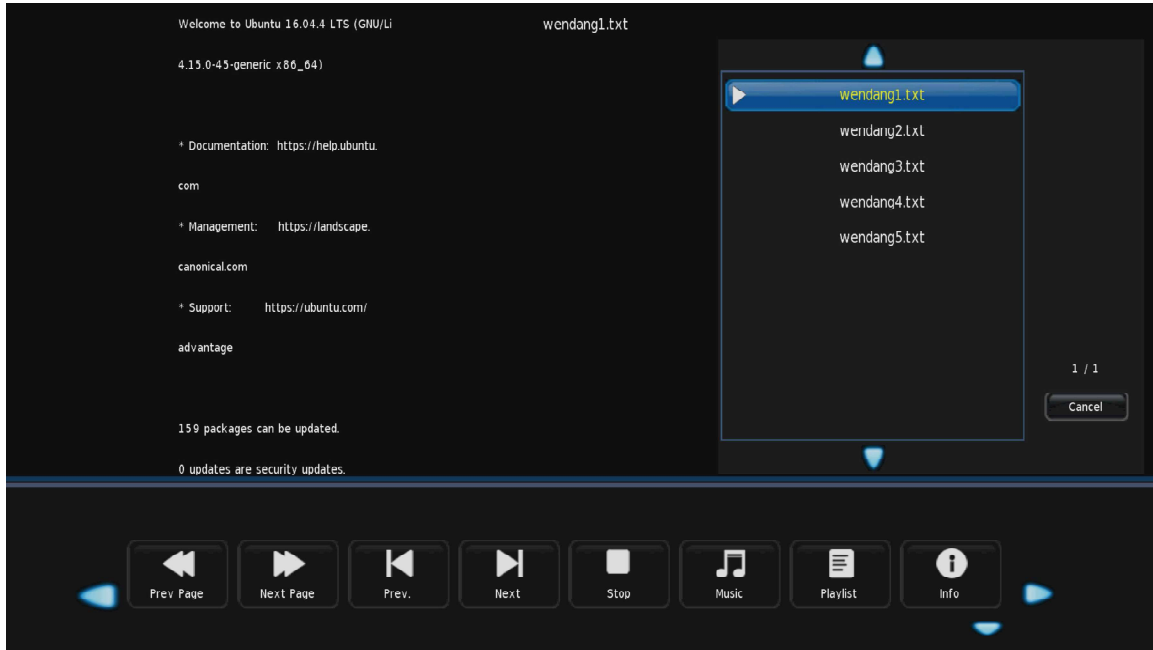 Welcome to Ubuntu 16.04.4 LTS (GNU/Li
4.15.0-45-generic x86_64)
* Documentation: https://help.ubuntu.
com
* Management: https://landscape.
canonical.com
* Support: https://ubuntu.com/
advantage
159 packages can be updated.
0 updates are security updates.
wendang1.txt
wendang1.txt
wendang2.txt
wendang3.txt
wendang4.txt
wendang5.txt
1 / 1
Cancel
Prev Page
Next Page
Prev.
Next
Stop
Music
Playlist
Info